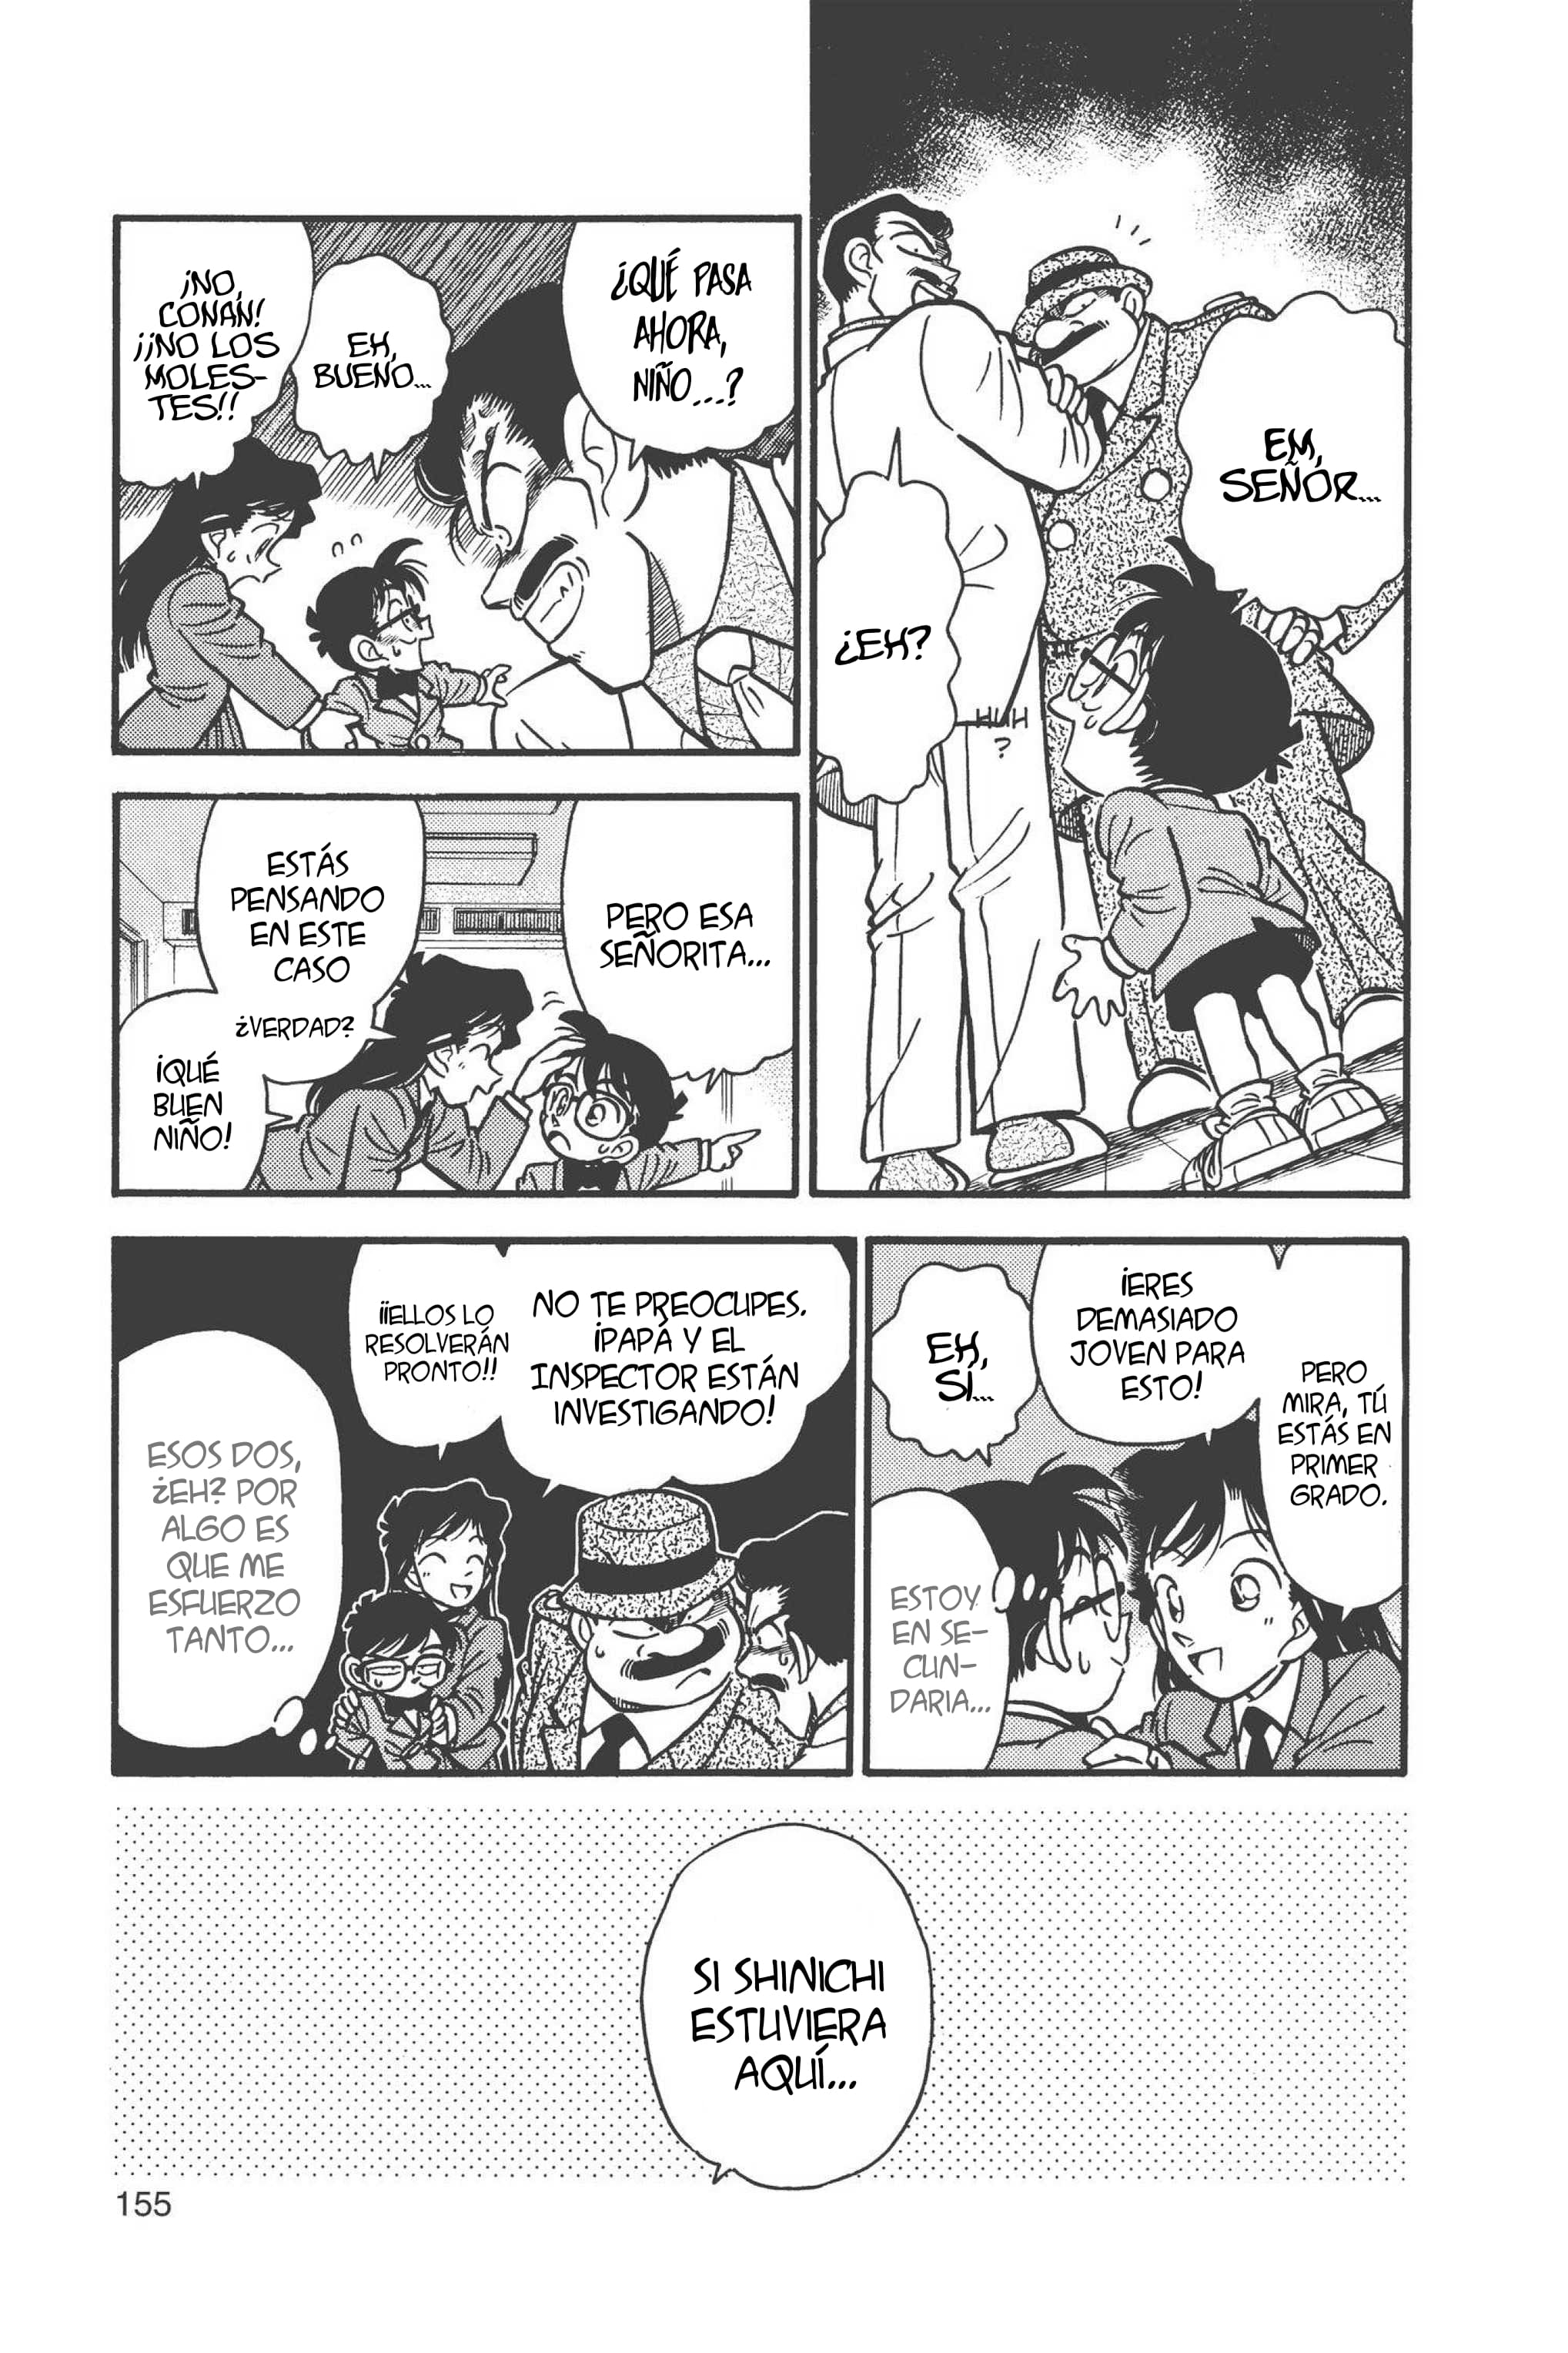 EM,
SEÑOR...
¿EH?
HUH
?
¿QUÉ PASA
AHORA,
NIÑO...?
EH,
BUENO...
¡NO,
CONAN!
¡¡NO LOS
MOLES-
TES!!
PERO ESA
SEÑORITA...
ESTÁS
PENSANDO
EN ESTE
CASO
¿VERDAD?
¡QUÉ
BUEN
NIÑO!
PERO
MIRA, TÚ
ESTÁS EN
PRIMER
GRADO.
¡ERES
DEMASIADO
JOVEN PARA
ESTO!
EH,
SÍ...
ESTOY
EN SE-
CUN-
DARIA...
NO TE PREOCUPES.
¡PAPÁ Y EL
INSPECTOR ESTÁN
INVESTIGANDO!
¡¡ELLOS LO
RESOLVERÁN
PRONTO!!
ESOS DOS,
¿EH? POR
ALGO ES
QUE ME
ESFUERZO
TANTO...
SI SHINICHI
ESTUVIERA
AQUÍ...
155